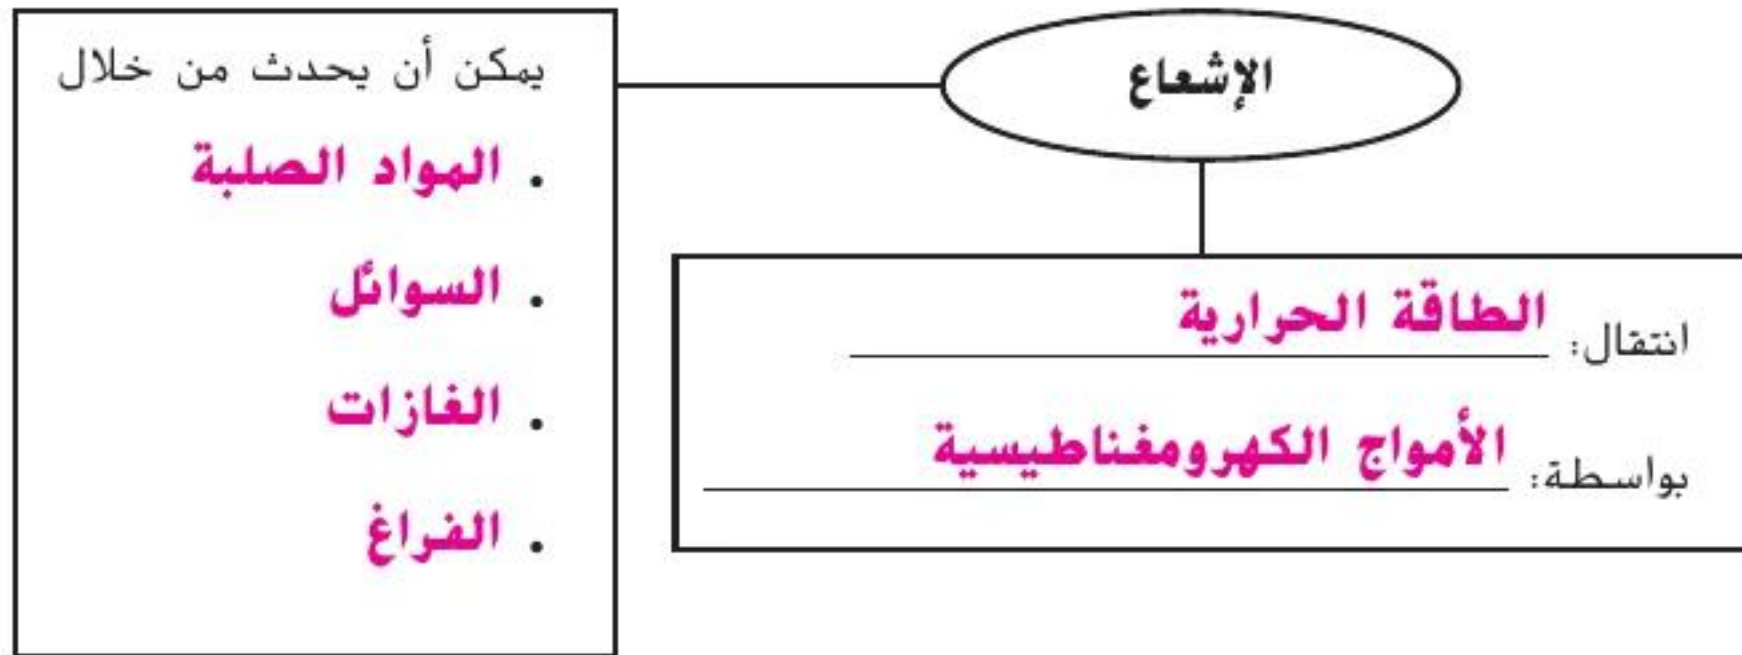 الإشعاع
انتقال: الطاقة الحرارية
بواسطة: الأمواج الكهرومغناطيسية
يمكن أن يحدث من خلال
. المواد الصلبة
. السوائل
. الغازات
. الفراغ